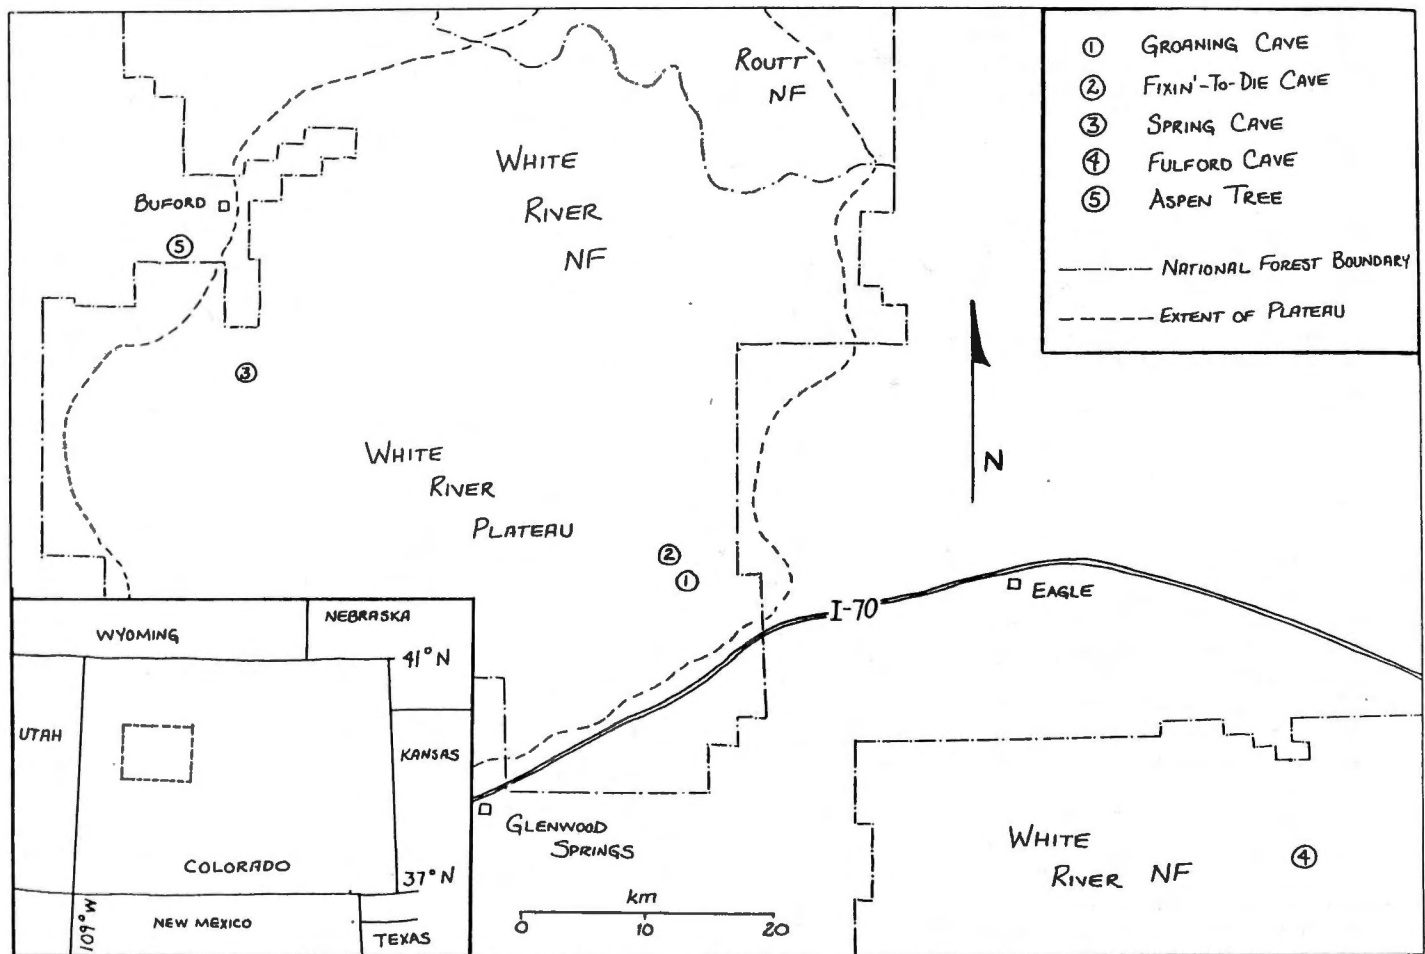 ROUTT
NF
WHITE
RIVER
NF
BUFORD
5
3
WHITE
RIVER
PLATEAU
2
1
1 GROANING CAVE
2 FIXIN'-TO-DIE CAVE
3 SPRING CAVE
4 FULFORD CAVE
5 ASPEN TREE
NATIONAL FOREST BOUNDARY
EXTENT OF PLATEAU
N
I-70
EAGLE
GLENWOOD
SPRINGS
WHITE
RIVER NF
4
km
0 10 20
WYOMING
NEBRASKA
41°N
UTAH
KANSAS
COLORADO
37°N
109°W
NEW MEXICO
TEXAS